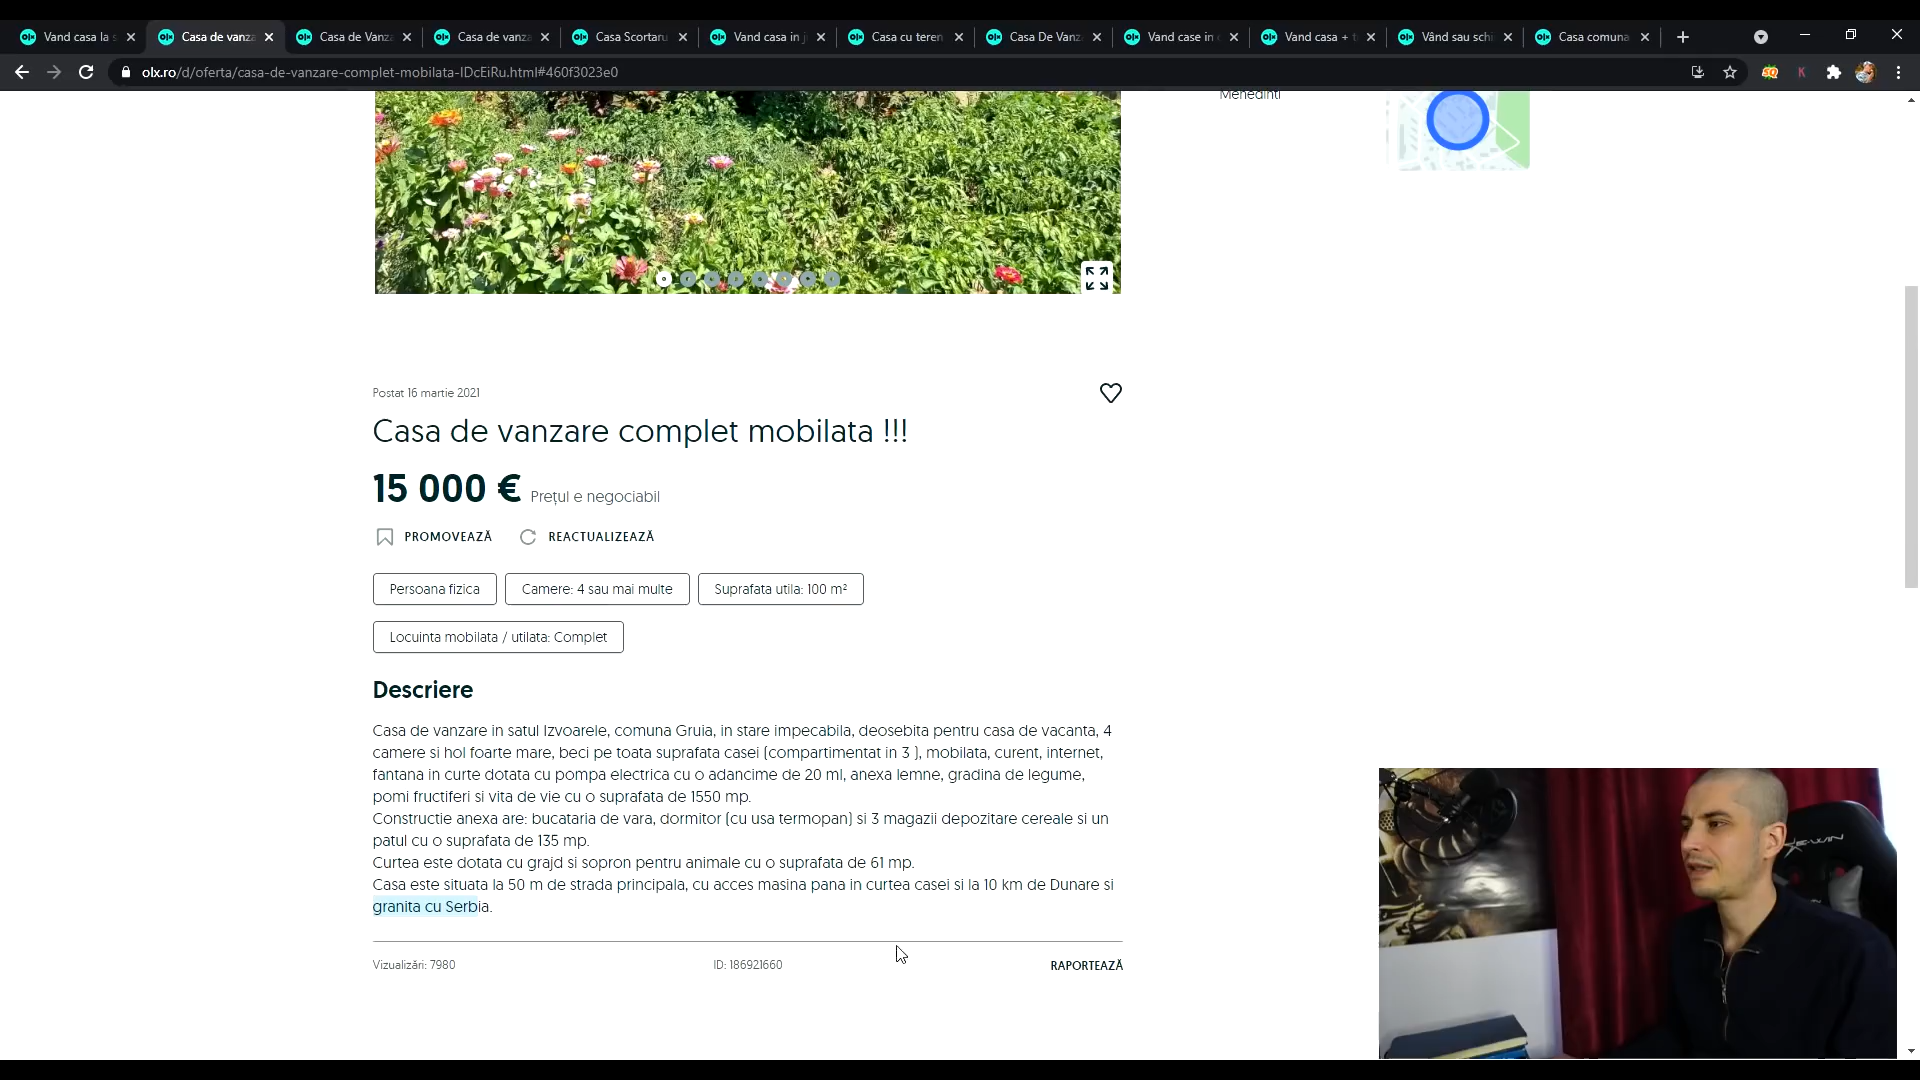 Vand casa la s
Casa de vanza
Casa de Vanz
Casa de vanza
Casa Scortaru
Vand casa in j
Casa cu teren
Casa De Vanz
Vand case in
Vand casa + t
Vând sau schi
Casa comuna
olx.ro/d/oferta/casa-de-vanzare-complet-mobilata-IDcEiRu.html#460f3023e0
Mehedinti
Postat 16 martie 2021
Casa de vanzare complet mobilata !!!
15 000 € Prețul e negociabil
PROMOVEAZĂ REACTUALIZEAZĂ
Persoana fizica Camere: 4 sau mai multe Suprafata utila: 100 m²
Locuinta mobilata / utilata: Complet
Descriere
Casa de vanzare in satul Izvoarele, comuna Gruia, in stare impecabila, deosebita pentru casa de vacanta, 4
camere si hol foarte mare, beci pe toata suprafata casei (compartimentat in 3 ), mobilata, curent, internet,
fantana in curte dotata cu pompa electrica cu o adancime de 20 ml, anexa lemne, gradina de legume,
pomi fructiferi si vita de vie cu o suprafata de 1550 mp.
Constructie anexa are: bucataria de vara, dormitor (cu usa termopan) si 3 magazii depozitare cereale si un
patul cu o suprafata de 135 mp.
Curtea este dotata cu grajd si sopron pentru animale cu o suprafata de 61 mp.
Casa este situata la 50 m de strada principala, cu acces masina pana in curtea casei si la 10 km de Dunare si
granita cu Serbia.
Vizualizări: 7980 ID: 186921660 RAPORTEAZĂ